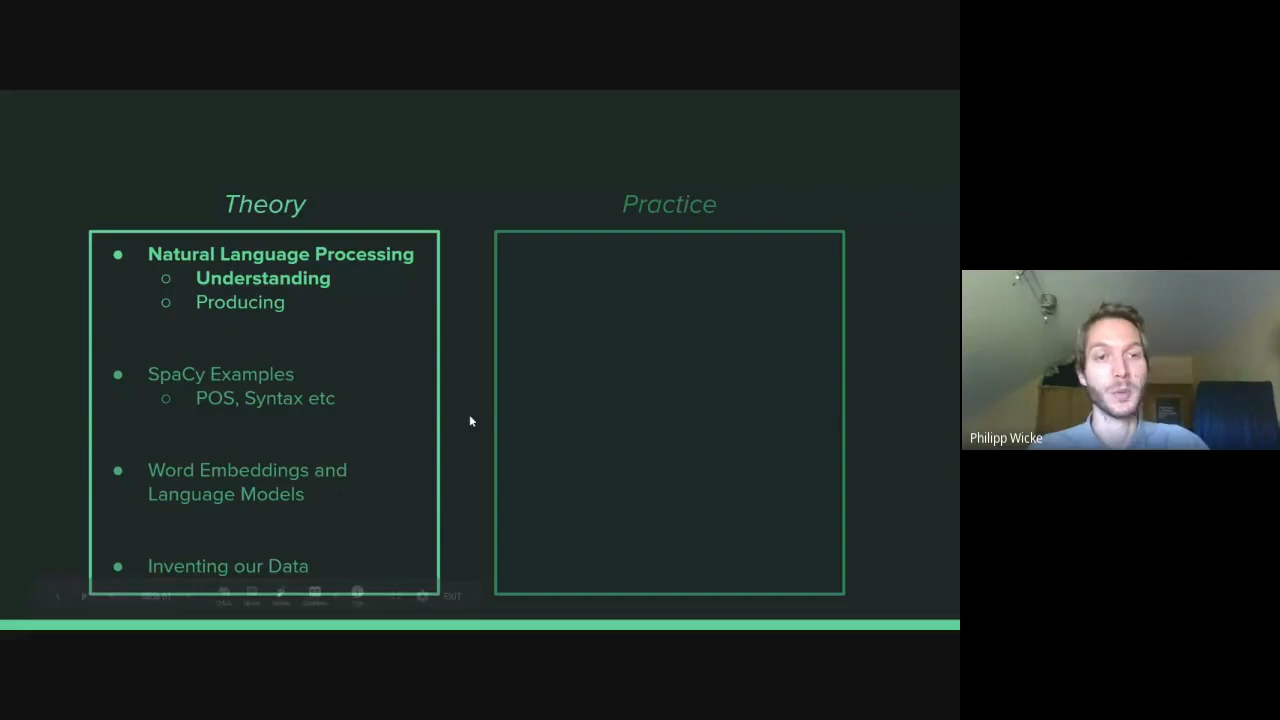 Theory
Practice
Natural Language Processing
Understanding
Producing
SpaCy Examples
POS, Syntax etc
Word Embeddings and
Language Models
Inventing our Data
EXIT
Philipp Wicke